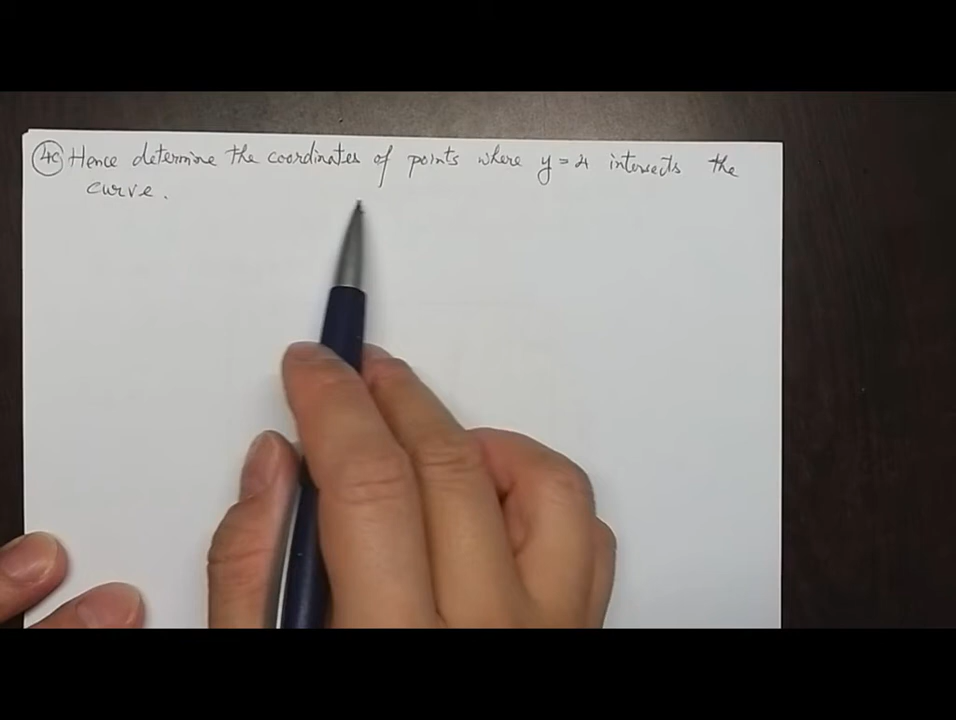 4c Hence determine the coordinates of points where y = 4 intersects the
curve.